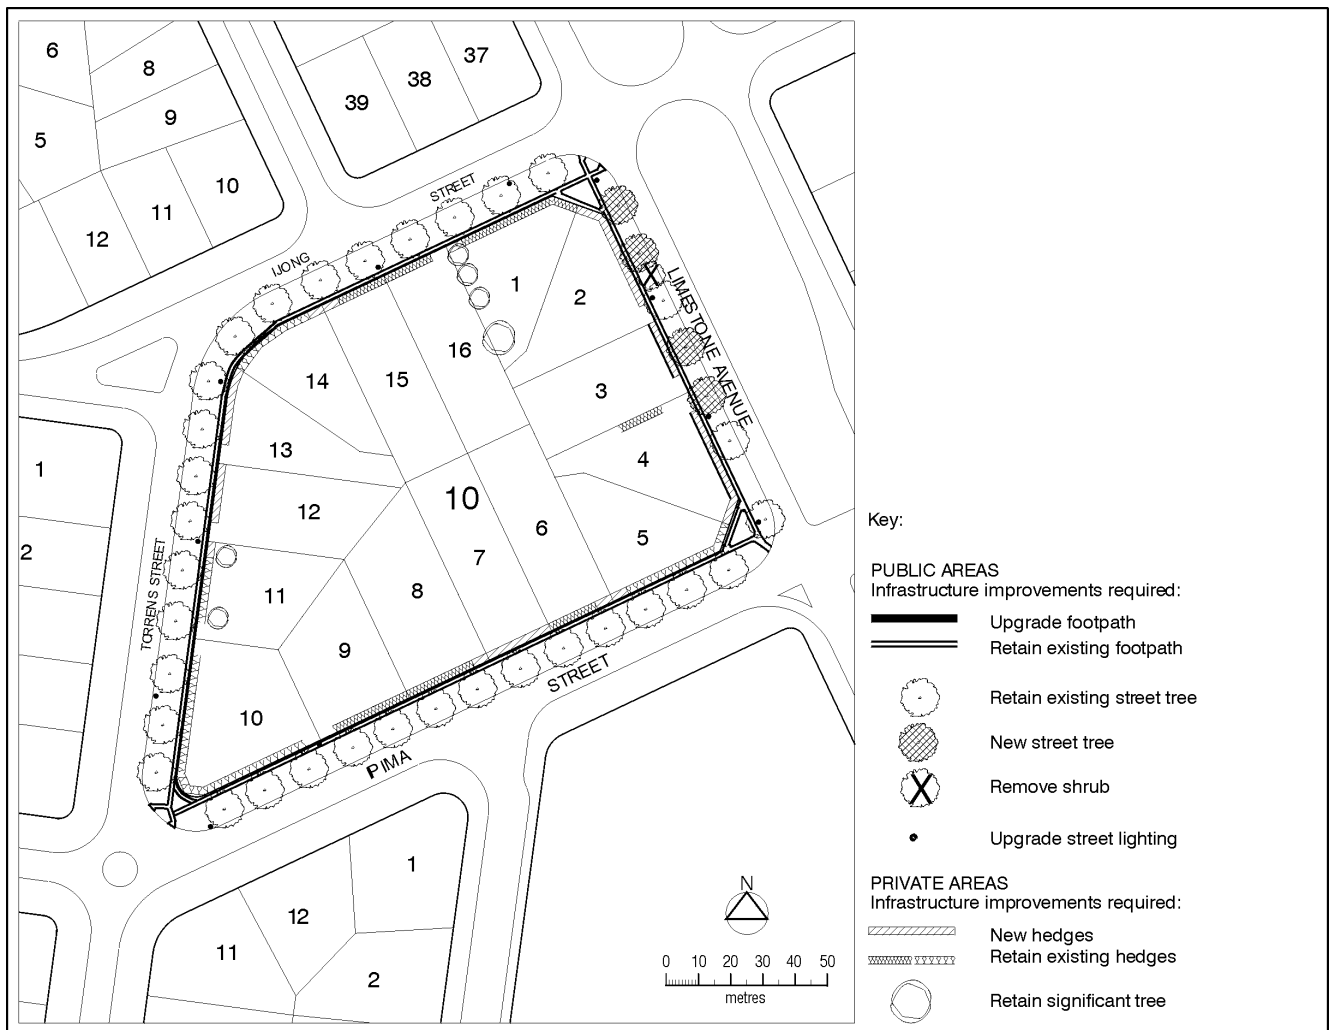 6
8
9
5
10
11
12
39
38
37
IJONG
STREET
1
2
LIMESTONE AVENUE
16
15
14
3
13
4
10
12
6
5
7
8
11
9
10
TORRENS STREET
PIMA
STREET
1
2
1
12
11
2
N
0 10 20 30 40 50
metres
Key:
PUBLIC AREAS
Infrastructure improvements required:
Upgrade footpath
Retain existing footpath
Retain existing street tree
New street tree
Remove shrub
Upgrade street lighting
PRIVATE AREAS
Infrastructure improvements required:
New hedges
Retain existing hedges
Retain significant tree